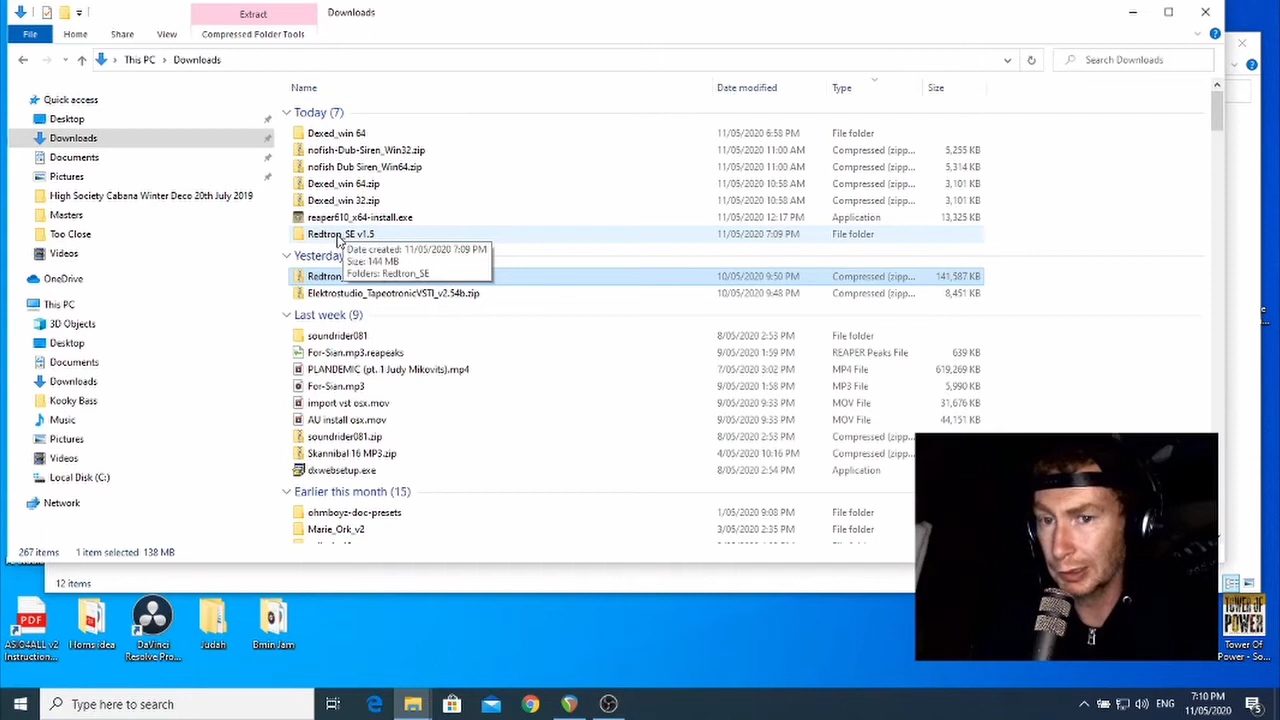 Extract
Downloads
File
Home
Share
View
Compressed Folder Tools
This PC
Downloads
Search Downloads
Name
Date modified
Type
Size
Quick access
Desktop
Downloads
Documents
Pictures
High Society Cabana Winter Deco 20th July 2019
Masters
Too Close
Videos
OneDrive
This PC
3D Objects
Desktop
Documents
Downloads
Kooky Bass
Music
Pictures
Videos
Local Disk (C:)
Network
Today (7)
Dexed_win 64 11/05/2020 6:58 PM File folder
nofish-Dub-Siren_Win32.zip 11/05/2020 11:00 AM Compressed (zipp... 5,255 KB
nofish Dub Siren_Win64.zip 11/05/2020 11:00 AM Compressed (zipp... 5,314 KB
Dexed_win 64.zip 11/05/2020 10:58 AM Compressed (zipp... 3,101 KB
Dexed_win 32.zip 11/05/2020 10:58 AM Compressed (zipp... 3,101 KB
reaper610_x64-install.exe 11/05/2020 12:17 PM Application 13,325 KB
Redtron_SE v1.5 11/05/2020 7:09 PM File folder
Date created: 11/05/2020 7:09 PM
Size: 144 MB
Folders: Redtron_SE
Yesterday
Redtron_ 10/05/2020 9:50 PM Compressed (zipp... 141,587 KB
Elektrostudio_TapeotronicVSTI_v2.54b.zip 10/05/2020 9:48 PM Compressed (zipp... 8,451 KB
Last week (9)
soundrider081 8/05/2020 2:53 PM File folder
For-Sian.mp3.reapeaks 9/05/2020 1:59 PM REAPER Peaks File 639 KB
PLANDEMIC (pt. 1 Judy Mikovits).mp4 7/05/2020 3:02 PM MP4 File 619,269 KB
For-Sian.mp3 9/05/2020 1:58 PM MP3 File 5,990 KB
import vst osx.mov 9/05/2020 9:33 PM MOV File 31,676 KB
AU install osx.mov 9/05/2020 9:33 PM MOV File 44,151 KB
soundrider081.zip 8/05/2020 2:53 PM Compressed (zipp...
Skannibal 16 MP3.zip 4/05/2020 10:16 PM Compressed (zipp...
dxwebsetup.exe 8/05/2020 2:54 PM Application
Earlier this month (15)
ohmboyz-doc-presets 1/05/2020 9:08 PM File folder
Marie_Ork_v2 3/05/2020 2:35 PM File folder
267 items 1 item selected 138 MB
12 items
PDF
ASIO4ALL v2
Instruction...
Horns idea
DaVinci
Resolve Pro...
Judah
Bmin Jam
TOWER OF
POWER
Tower Of
Power - So...
Type here to search
ENG
7:10 PM
11/05/2020
5